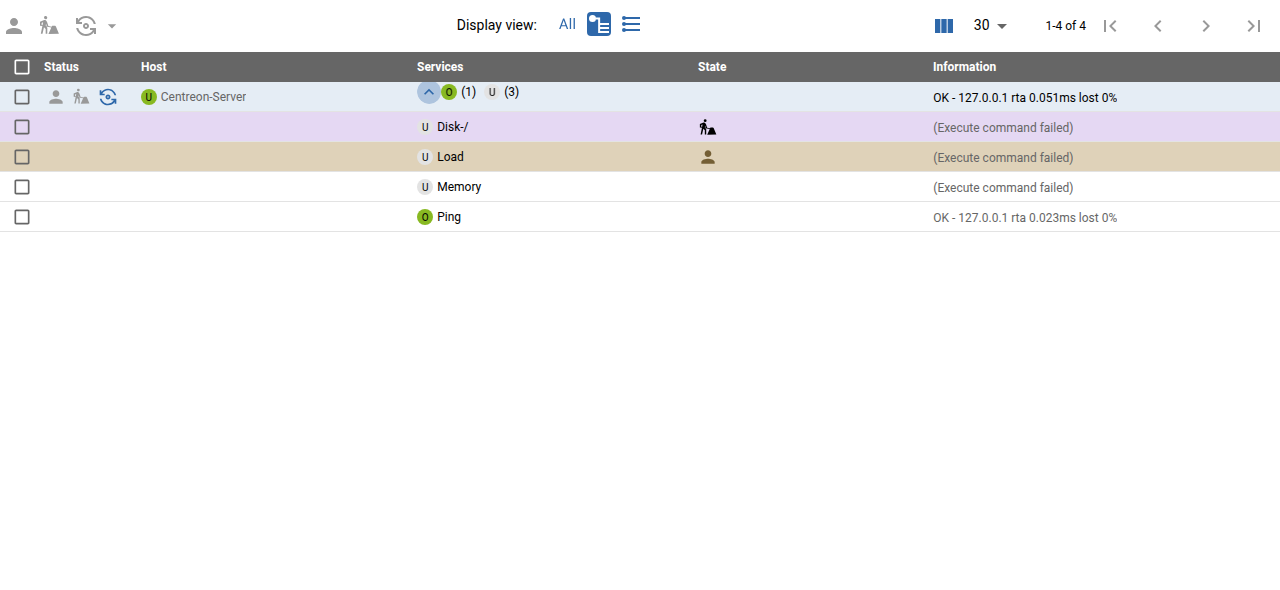 Display view: All 30 1-4 of 4
Status Host Services State Information
U Centreon-Server O (1) U (3) OK - 127.0.0.1 rta 0.051ms lost 0%
U Disk-/ (Execute command failed)
U Load (Execute command failed)
U Memory (Execute command failed)
O Ping OK - 127.0.0.1 rta 0.023ms lost 0%